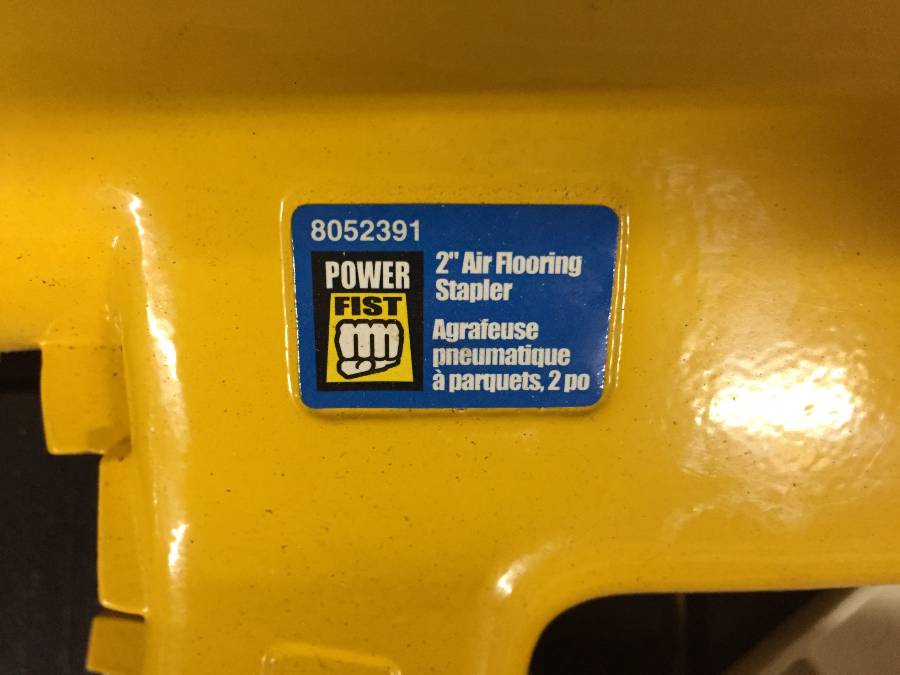 8052391
POWER
FIST
2" Air Flooring
Stapler
Agrafeuse
pneumatique
à parquets, 2 po